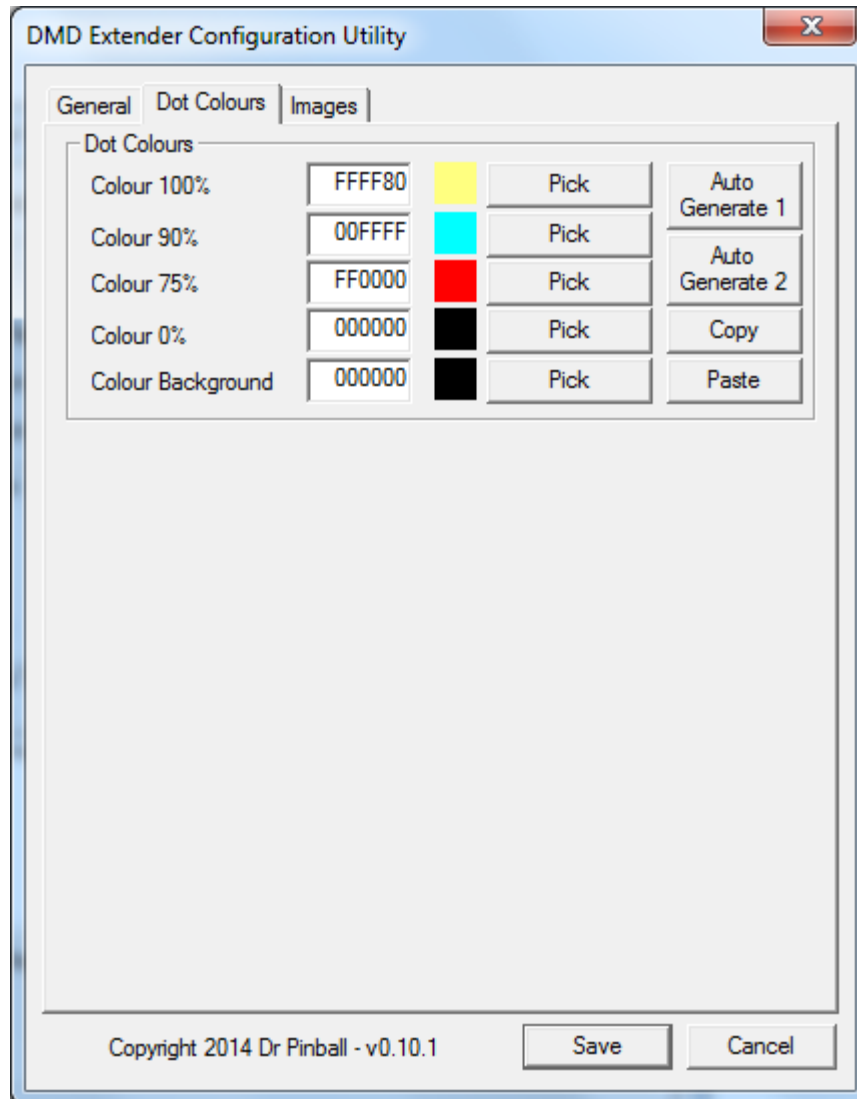 DMD Extender Configuration Utility
X
General Dot Colours Images
Dot Colours
Colour 100% FFFF80 Pick Auto Generate 1
Colour 90% 00FFFF Pick
Colour 75% FF0000 Pick Auto Generate 2
Colour 0% 000000 Pick Copy
Colour Background 000000 Pick Paste
Copyright 2014 Dr Pinball - v0.10.1 Save Cancel